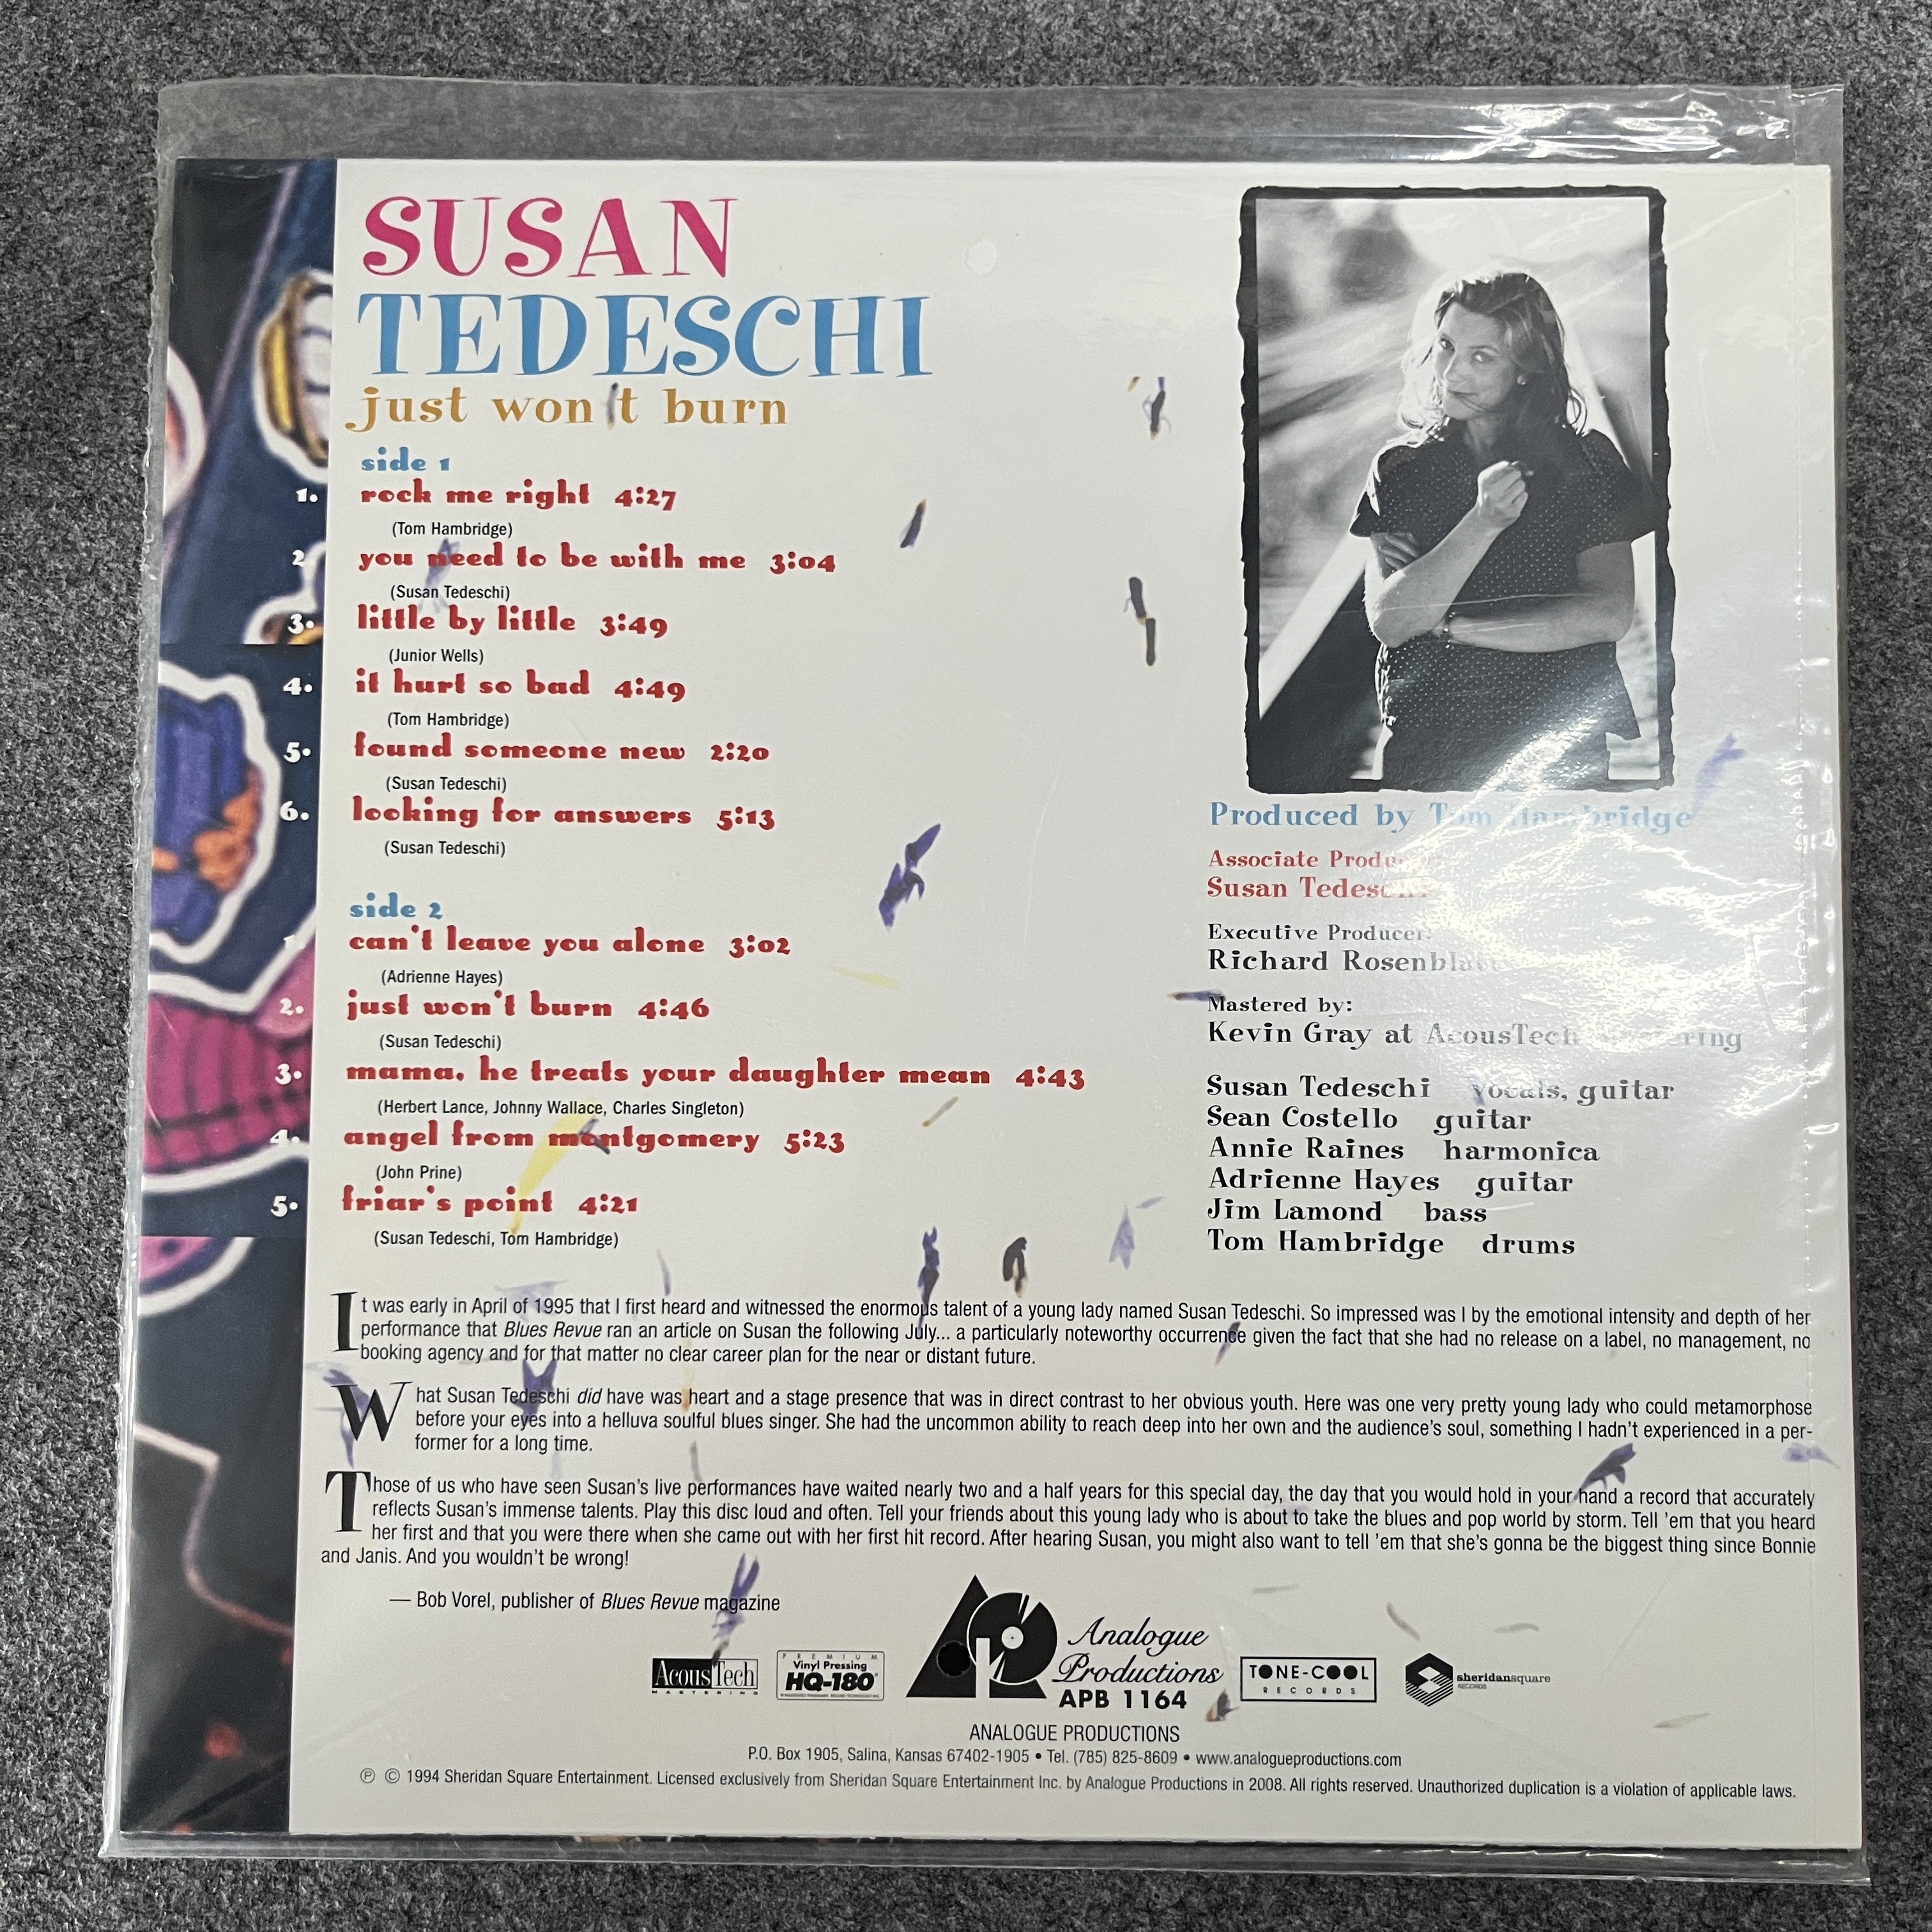 SUSAN
TEDESCHI
just won't burn
side 1
1. rock me right 4:27
(Tom Hambridge)
2 you need to be with me 3:04
(Susan Tedeschi)
3. little by little 3:49
(Junior Wells)
4. it hurt so bad 4:49
(Tom Hambridge)
5. found someone new 2:20
(Susan Tedeschi)
6. looking for answers 5:13
(Susan Tedeschi)
side 2
1. can't leave you alone 3:02
(Adrienne Hayes)
2. just won't burn 4:46
(Susan Tedeschi)
3. mama, he treats your daughter mean 4:43
(Herbert Lance, Johnny Wallace, Charles Singleton)
4. angel from montgomery 5:23
(John Prine)
5. friar's point 4:21
(Susan Tedeschi, Tom Hambridge)
Produced by Tom Hambridge
Associate Producer
Susan Tedeschi
Executive Producer:
Richard Rosenblatt
Mastered by:
Kevin Gray at AcousTech Mastering
Susan Tedeschi vocals, guitar
Sean Costello guitar
Annie Raines harmonica
Adrienne Hayes guitar
Jim Lamond bass
Tom Hambridge drums
It was early in April of 1995 that I first heard and witnessed the enormous talent of a young lady named Susan Tedeschi. So impressed was I by the emotional intensity and depth of her
performance that Blues Revue ran an article on Susan the following July... a particularly noteworthy occurrence given the fact that she had no release on a label, no management, no
booking agency and for that matter no clear career plan for the near or distant future.
What Susan Tedeschi did have was heart and a stage presence that was in direct contrast to her obvious youth. Here was one very pretty young lady who could metamorphose
before your eyes into a helluva soulful blues singer. She had the uncommon ability to reach deep into her own and the audience's soul, something I hadn't experienced in a per-
former for a long time.
Those of us who have seen Susan's live performances have waited nearly two and a half years for this special day, the day that you would hold in your hand a record that accurately
reflects Susan's immense talents. Play this disc loud and often. Tell your friends about this young lady who is about to take the blues and pop world by storm. Tell 'em that you heard
her first and that you were there when she came out with her first hit record. After hearing Susan, you might also want to tell 'em that she's gonna be the biggest thing since Bonnie
and Janis. And you wouldn't be wrong!
— Bob Vorel, publisher of Blues Revue magazine
AcousTech
MASTERING
PREMIUM
Vinyl Pressing
HQ-180
Analogue
Productions
APB 1164
TONE-COOL
RECORDS
sheridansquare
RECORDS
ANALOGUE PRODUCTIONS
P.O. Box 1905, Salina, Kansas 67402-1905 • Tel. (785) 825-8609 • www.analogueproductions.com
℗ © 1994 Sheridan Square Entertainment. Licensed exclusively from Sheridan Square Entertainment Inc. by Analogue Productions in 2008. All rights reserved. Unauthorized duplication is a violation of applicable laws.